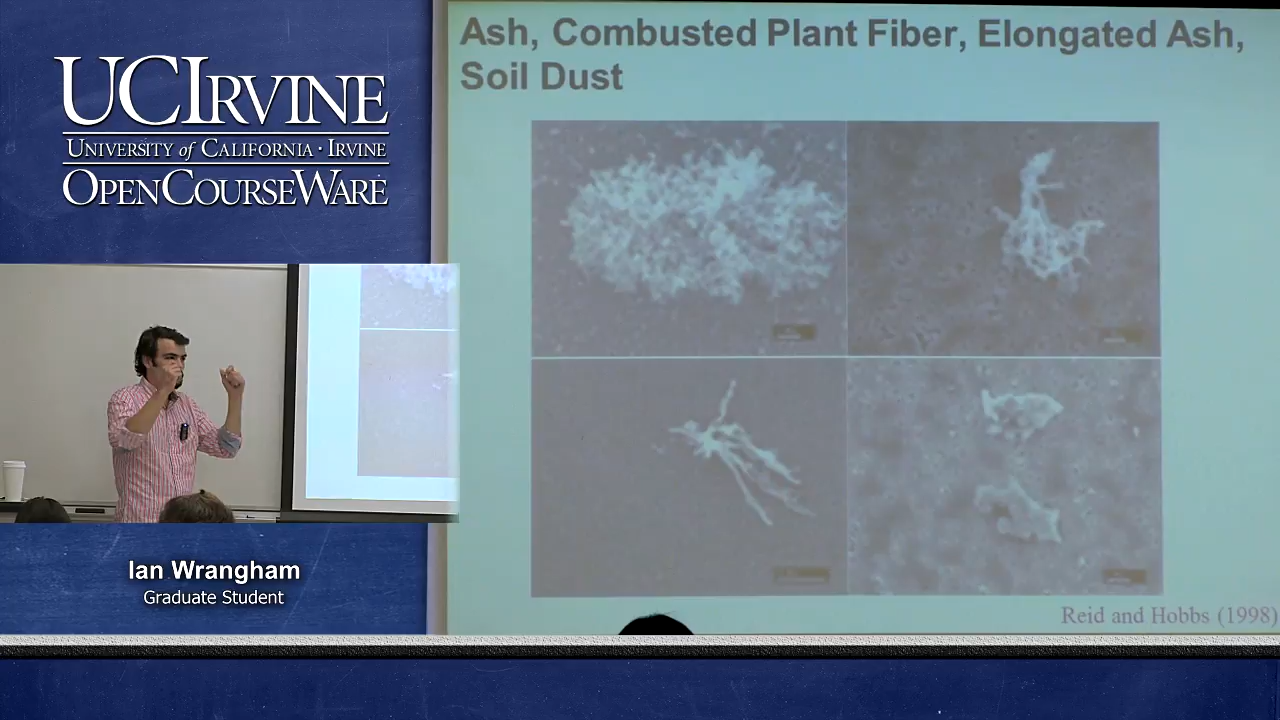 UCIRVINE
UNIVERSITY of CALIFORNIA · IRVINE
OPENCOURSEWARE
Ash, Combusted Plant Fiber, Elongated Ash,
Soil Dust
Reid and Hobbs (1998)
Ian Wrangham
Graduate Student